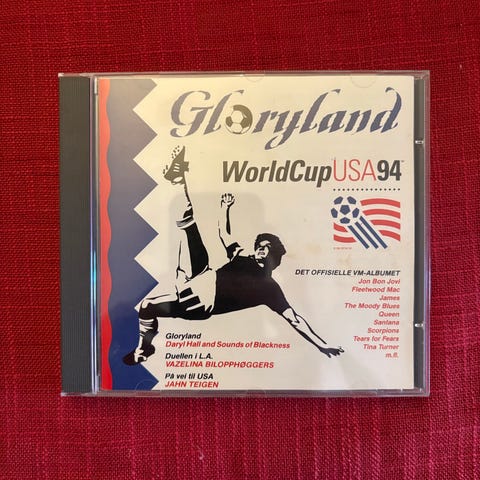 Gloryland
WorldCupUSA94
DET OFFISIELLE VM-ALBUMET
Jon Bon Jovi
Fleetwood Mac
James
The Moody Blues
Queen
Santana
Scorpions
Tears for Fears
Tina Turner
m.fl.
Gloryland
Daryl Hall and Sounds of Blackness
Duellen i L.A.
VAZELINA BILOPPHØGGERS
På vei til USA
JAHN TEIGEN